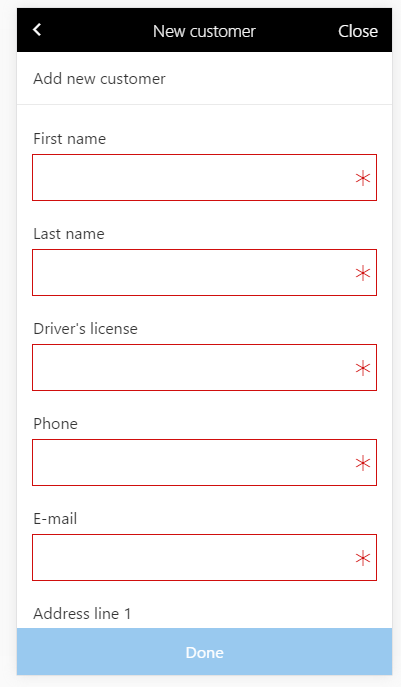 New customer Close
Add new customer
First name
*
Last name
*
Driver's license
*
Phone
*
E-mail
*
Address line 1
Done